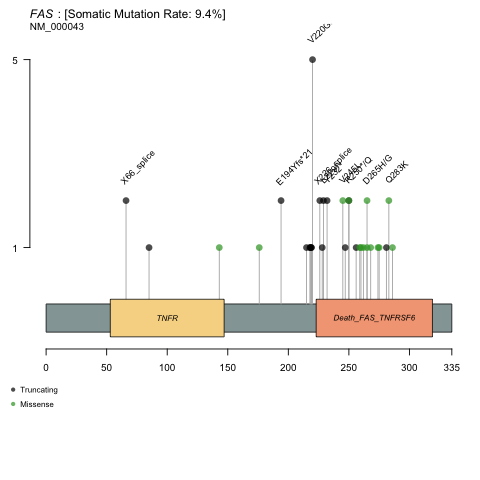 FAS : [Somatic Mutation Rate: 9.4%]
NM_000043
5
1
X66_splice
E194Yfs*21
D265H/G
Q283K
TNFR
Death_FAS_TNFRSF6
0 50 100 150 200 250 300 335
Truncating
Missense